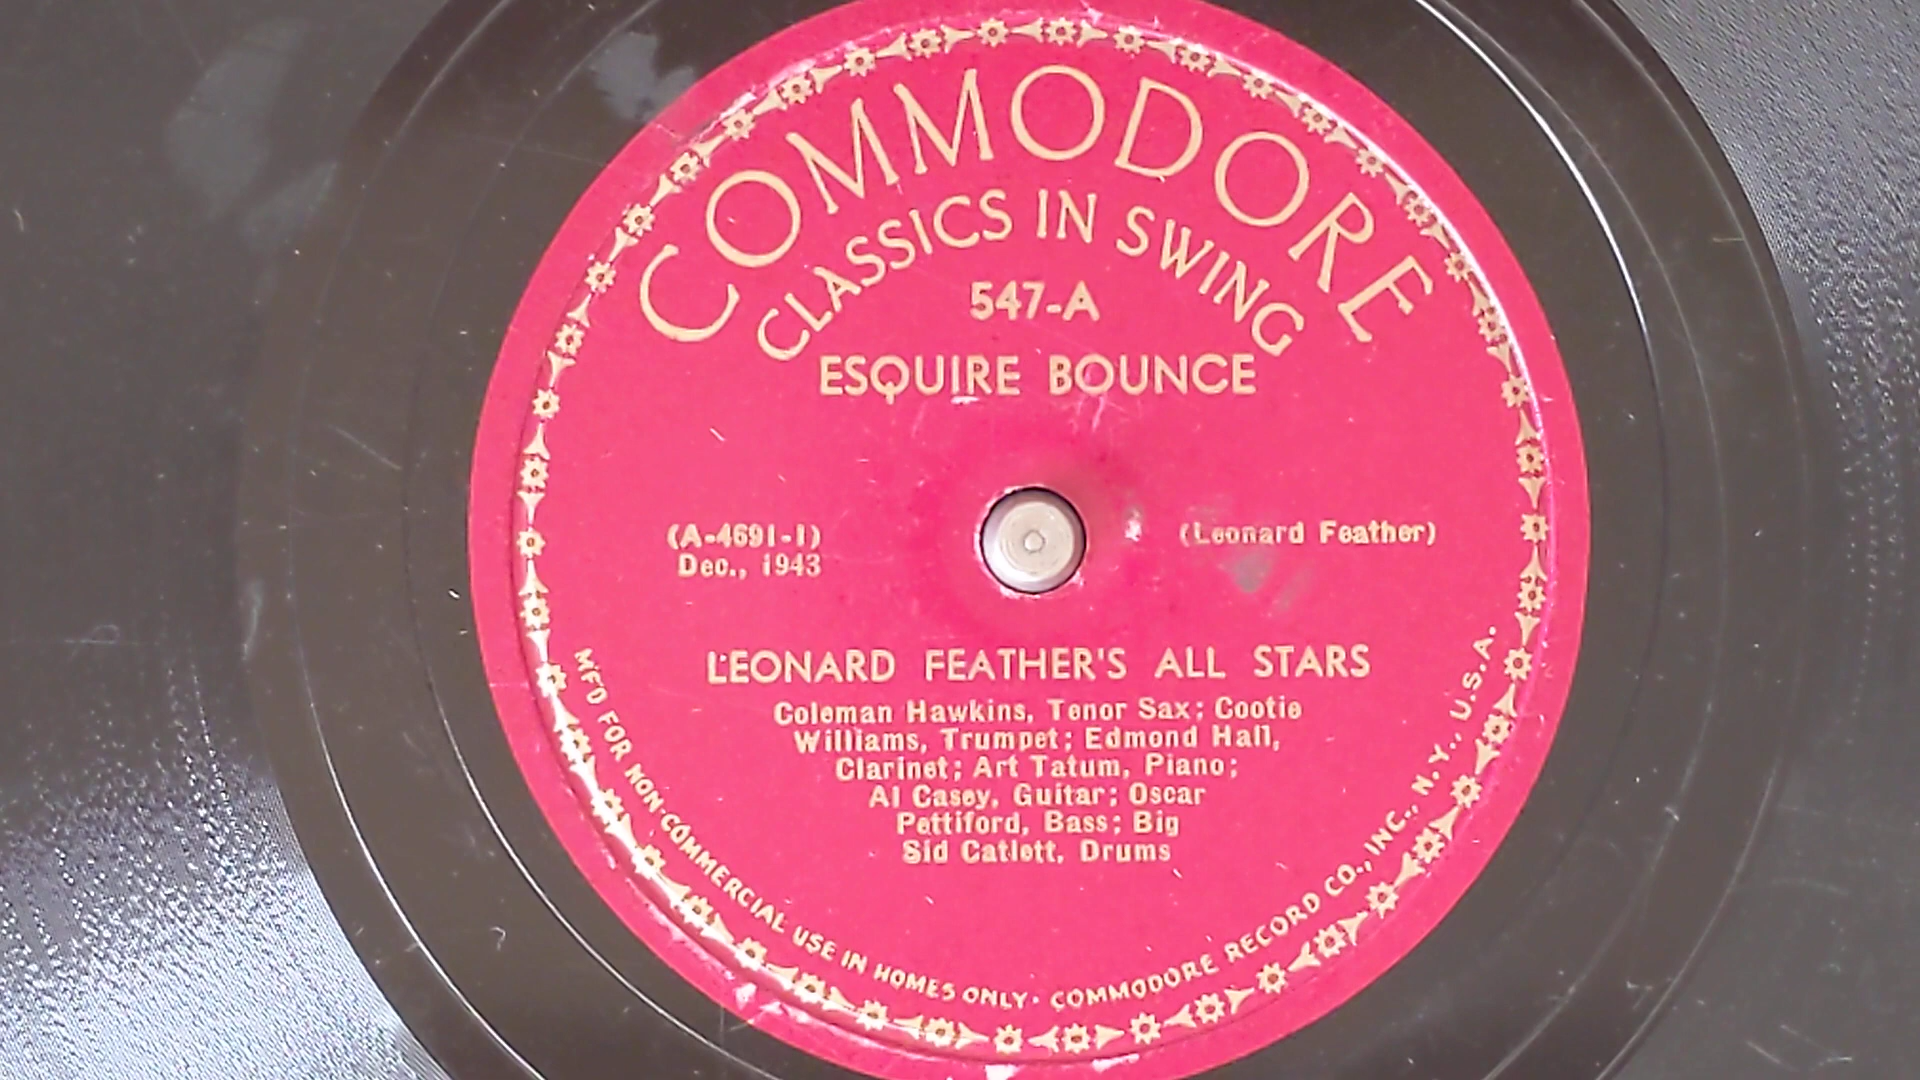 COMMODORE
CLASSICS IN SWING
547-A
ESQUIRE BOUNCE
(A-4691-1)
Dec., 1943
(Leonard Feather)
LEONARD FEATHER'S ALL STARS
Coleman Hawkins, Tenor Sax; Cootie
Williams, Trumpet; Edmond Hall,
Clarinet; Art Tatum, Piano;
Al Casey, Guitar; Oscar
Pettiford, Bass; Big
Sid Catlett, Drums
MF'D FOR NON-COMMERCIAL USE IN HOMES ONLY · COMMODORE RECORD CO., INC., N.Y., U.S.A.